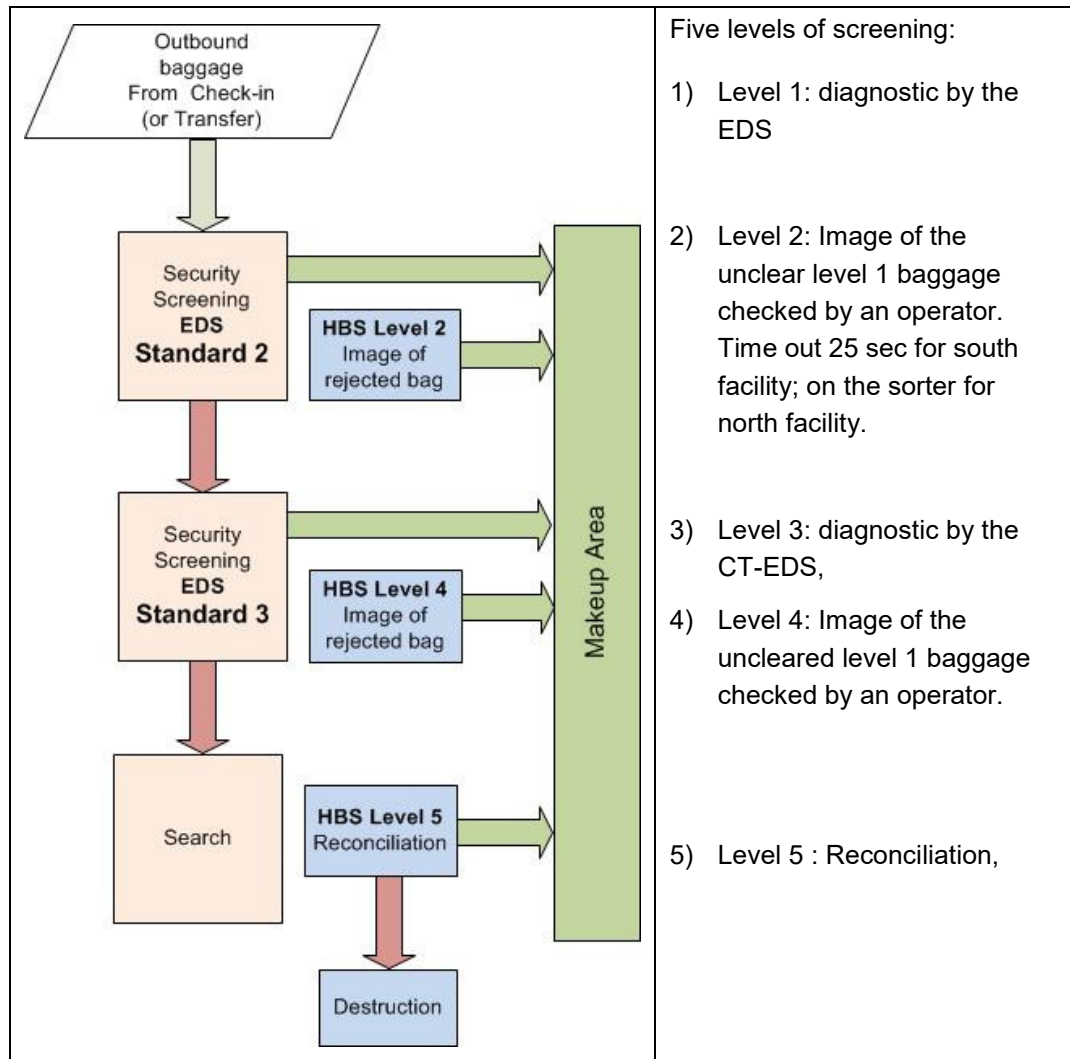 Outbound
baggage
From Check-in
(or Transfer)
Security
Screening
EDS
Standard 2
HBS Level 2
Image of
rejected bag
Security
Screening
EDS
Standard 3
HBS Level 4
Image of
rejected bag
Makeup Area
Search
HBS Level 5
Reconciliation
Destruction
Five levels of screening:
1) Level 1: diagnostic by the
EDS
2) Level 2: Image of the
unclear level 1 baggage
checked by an operator.
Time out 25 sec for south
facility; on the sorter for
north facility.
3) Level 3: diagnostic by the
CT-EDS,
4) Level 4: Image of the
uncleared level 1 baggage
checked by an operator.
5) Level 5 : Reconciliation,